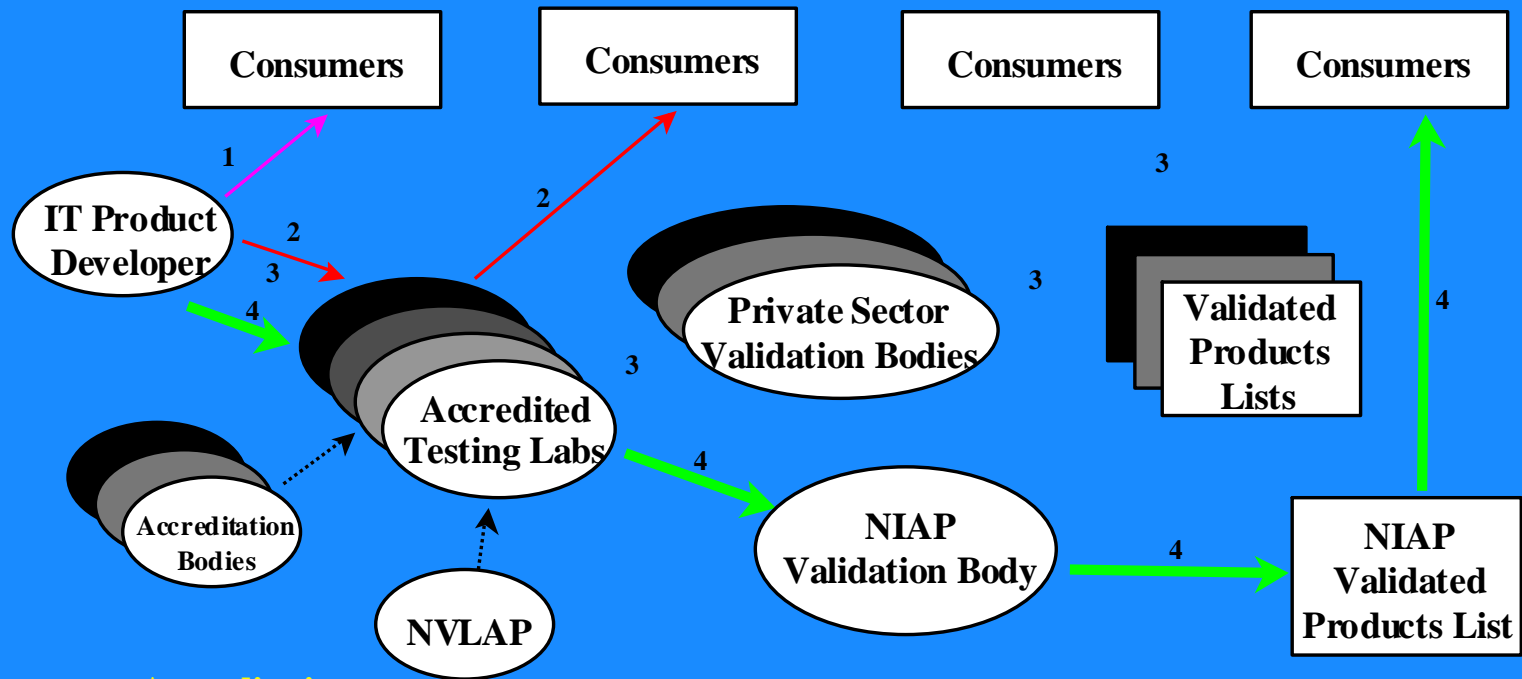 Consumers
Consumers
Consumers
Consumers
1
3
2
2
IT Product
Developer
3
4
3
Private Sector
Validation Bodies
Validated
Products
Lists
4
3
Accredited
Testing Labs
4
Accreditation
Bodies
NIAP
Validation Body
4
NIAP
Validated
Products List
NVLAP